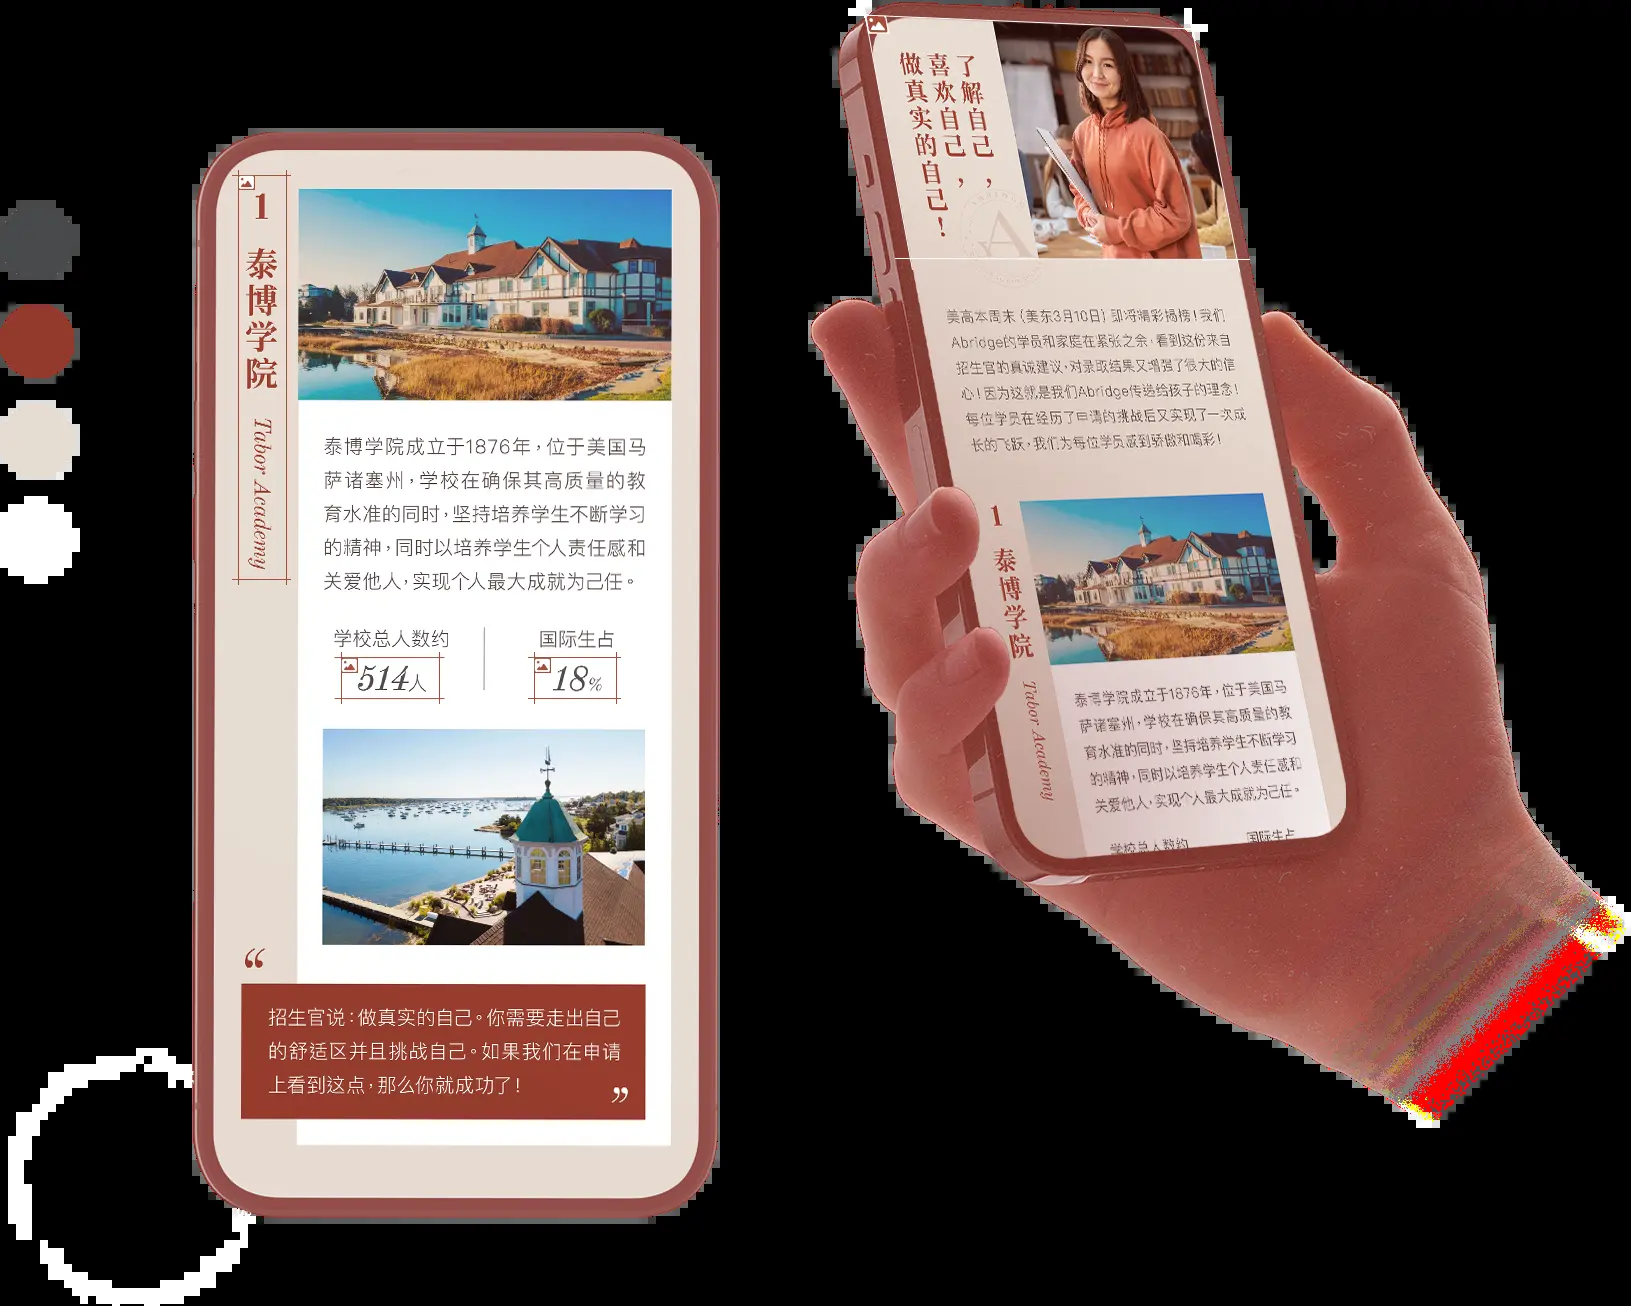 1
泰博学院
Tabor Academy
泰博学院成立于1876年，位于美国马
萨诸塞州，学校在确保其高质量的教
育水准的同时，坚持培养学生不断学习
的精神，同时以培养学生个人责任感和
关爱他人，实现个人最大成就为己任。
学校总人数约
514人
国际生占
18%
“
招生官说：做真实的自己。你需要走出自己
的舒适区并且挑战自己。如果我们在申请
上看到这点，那么你就成功了！
”
了解自己，
喜欢自己，
做真实的自己！
A
美高本周末（美东3月10日）即将精彩揭榜！我们
Abridge的学员和家庭在紧张之余，看到这份来自
招生官的真诚建议，对录取结果又增强了很大的信
心！因为这就是我们Abridge传递给孩子的理念！
每位学员在经历了申请的挑战后又实现了一次成
长的飞跃，我们为每位学员感到骄傲和喝彩！
1
泰博学院
Tabor Academy
泰博学院成立于1876年，位于美国马
萨诸塞州，学校在确保其高质量的教
育水准的同时，坚持培养学生不断学习
的精神，同时以培养学生个人责任感和
关爱他人，实现个人最大成就为己任。
学校总人数约
国际生占